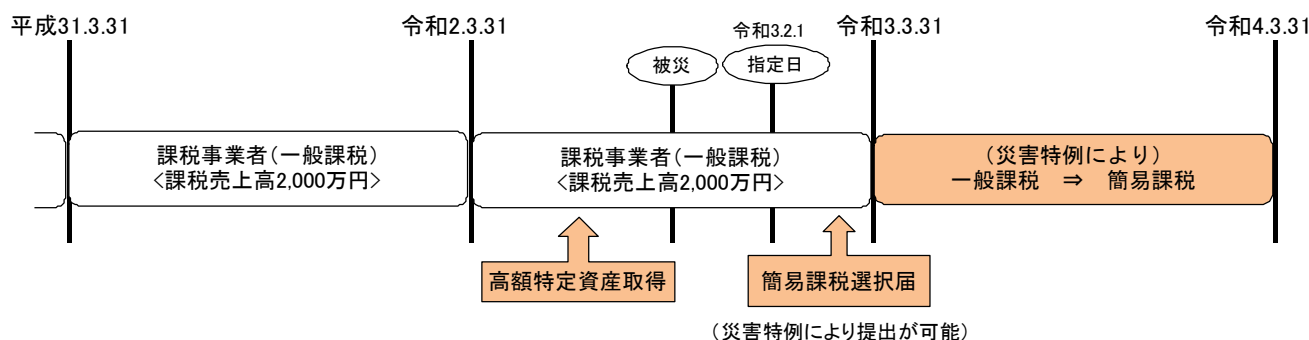 平成31.3.31
令和2.3.31
令和3.2.1
令和3.3.31
令和4.3.31
被災
指定日
課税事業者(一般課税)
<課税売上高2,000万円>
課税事業者(一般課税)
<課税売上高2,000万円>
(災害特例により)
一般課税 ⇒ 簡易課税
高額特定資産取得
簡易課税選択届
(災害特例により提出が可能)